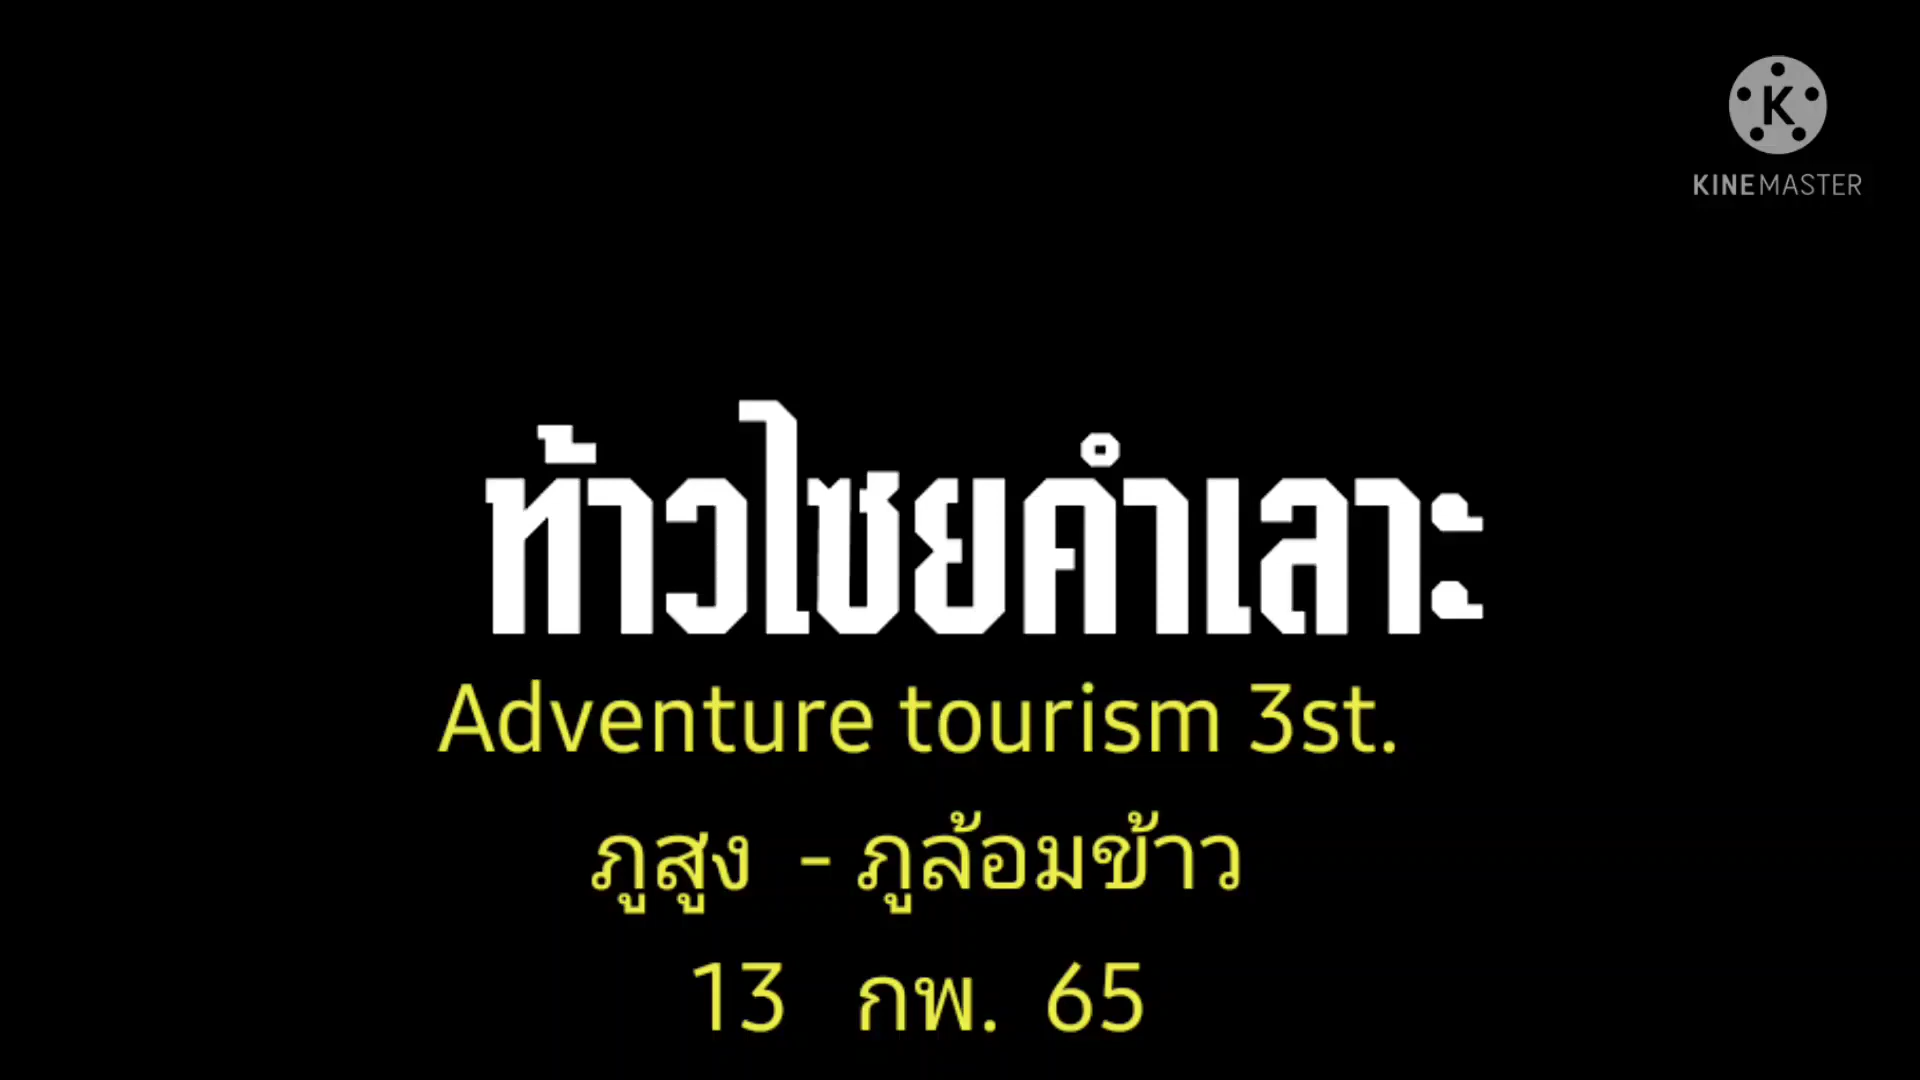 KINEMASTER
ท้าวไชยคำเลาะ
Adventure tourism 3st.
ภูสูง - ภูล้อมข้าว
13 กพ. 65